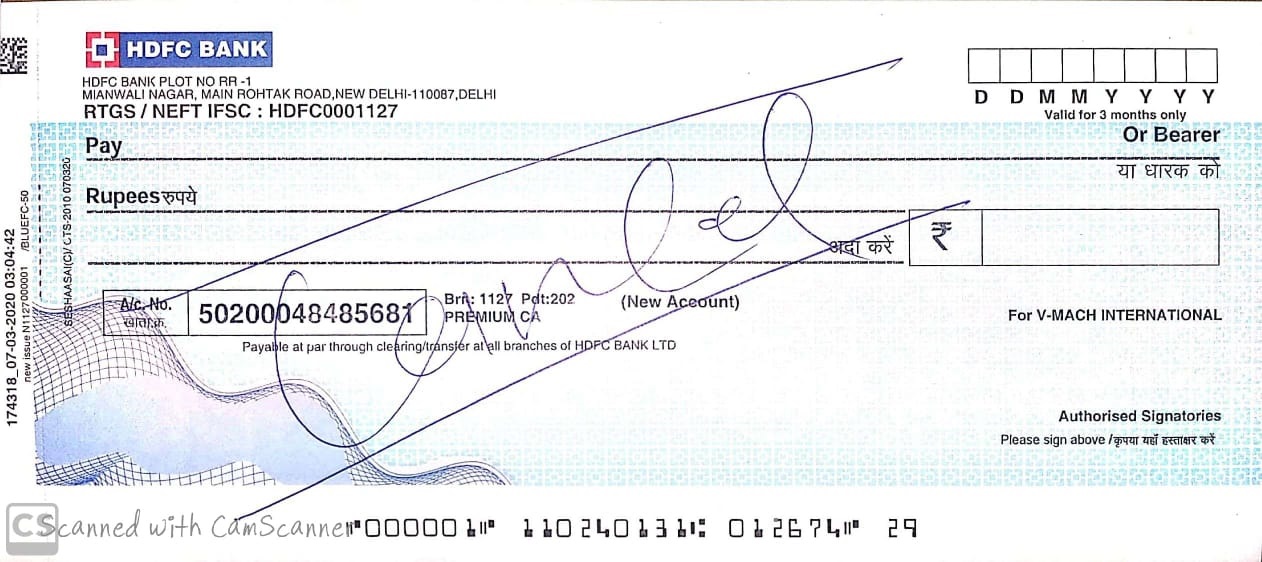 HDFC BANK
HDFC BANK PLOT NO RR -1
MIANWALI NAGAR, MAIN ROHTAK ROAD,NEW DELHI-110087,DELHI
RTGS / NEFT IFSC : HDFC0001127
D D M M Y Y Y Y
Valid for 3 months only
Pay
Or Bearer
या धारक को
Rupees रुपये
अदा करें
₹
A/c. No.
खाता क्र.
50200048485681
Brn: 1127 Pdt:202
PREMIUM CA
(New Account)
Payable at par through clearing/transfer at all branches of HDFC BANK LTD
For V-MACH INTERNATIONAL
Authorised Signatories
Please sign above / कृपया यहाँ हस्ताक्षर करें
Cancelled
174318_07-03-2020 03:04:42
new issue N1127000001 /BLUEFC-50
SESHAASAI(C)/ CTS-2010 070320
CS Scanned with CamScanner
⑈000001⑈ 110240131⑆ 012674⑈ 29